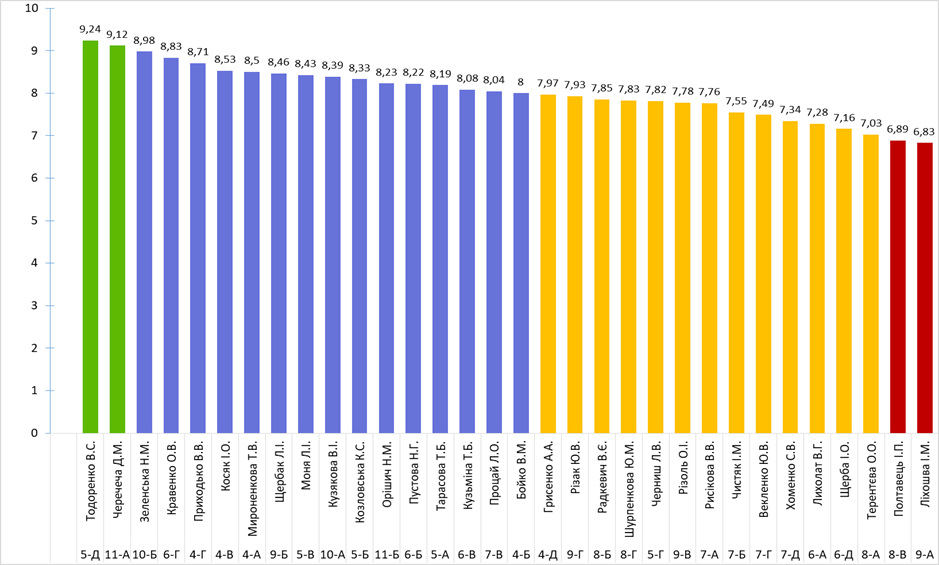 10
9
8
7
6
5
4
3
2
1
0
9,24
9,12
8,98
8,83
8,71
8,53
8,5
8,46
8,43
8,39
8,33
8,23
8,22
8,19
8,08
8,04
8
7,97
7,93
7,85
7,83
7,82
7,78
7,76
7,55
7,49
7,34
7,28
7,16
7,03
6,89
6,83
Тодоренко В.С.
Черечеча Д.М.
Зеленська Н.М.
Кравенко О.В.
Приходько В.В.
Косяк І.О.
Мироненкова Т.В.
Щербак Л.І.
Моня Л.І.
Кузякова В.І.
Козловська К.С.
Орішич Н.М.
Пустова Н.Г.
Тарасова Т.Б.
Кузьміна Т.Б.
Процай Л.О.
Бойко В.М.
Грисенко А.А.
Різак Ю.В.
Радкевич В.Є.
Шурпенкова Ю.М.
Черниш Л.В.
Різоль О.І.
Рисікова В.В.
Чистяк І.М.
Векленко Ю.В.
Хоменко С.В.
Лихолат В.Г.
Щерба І.О.
Терентєва О.О.
Полтавець І.П.
Ліхошва І.М.
5-Д
11-А
10-Б
6-Г
4-Г
4-В
4-А
9-Б
5-В
10-А
5-Б
11-Б
6-Б
5-А
6-В
7-В
4-Б
4-Д
9-Г
8-Б
8-Г
5-Г
9-В
7-А
7-Б
7-Г
7-Д
6-А
6-Д
8-А
8-В
9-А